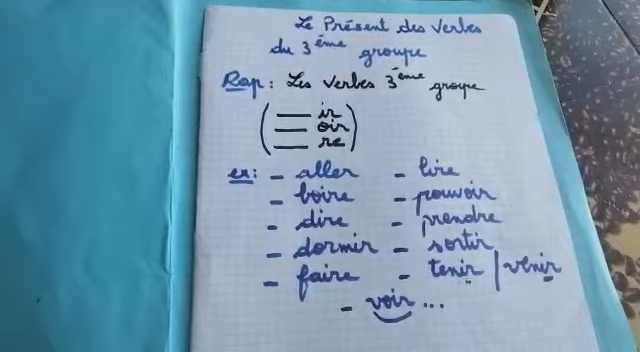 Le Présent des Verbes
du 3ème groupe
Rap: Les verbes 3ème groupe
(— ir
— oir
— re)
ex: - aller - lire
- boire - pouvoir
- dire - prendre
- dormir - sortir
- faire - tenir / venir
- voir ...